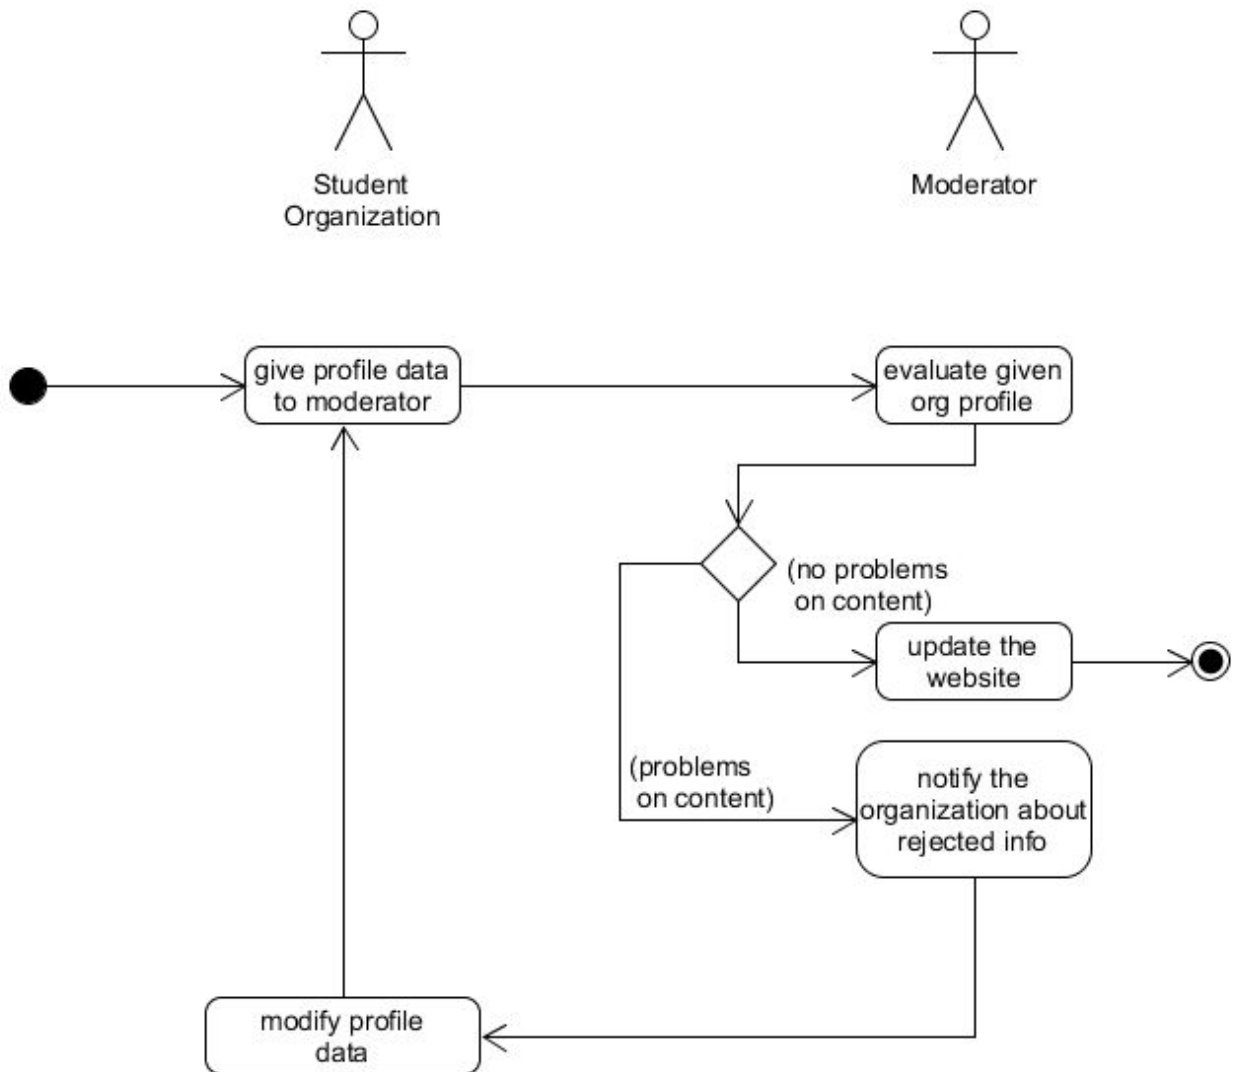 Student
Organization
Moderator
give profile data
to moderator
evaluate given
org profile
(no problems
on content)
update the
website
(problems
on content)
notify the
organization about
rejected info
modify profile
data